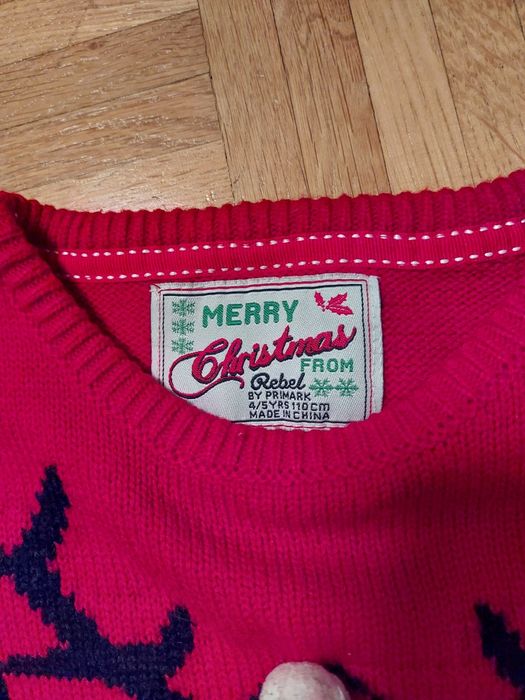 MERRY
Christmas
FROM
Rebel
BY PRIMARK
4/5YRS 110cm
MADE IN CHINA